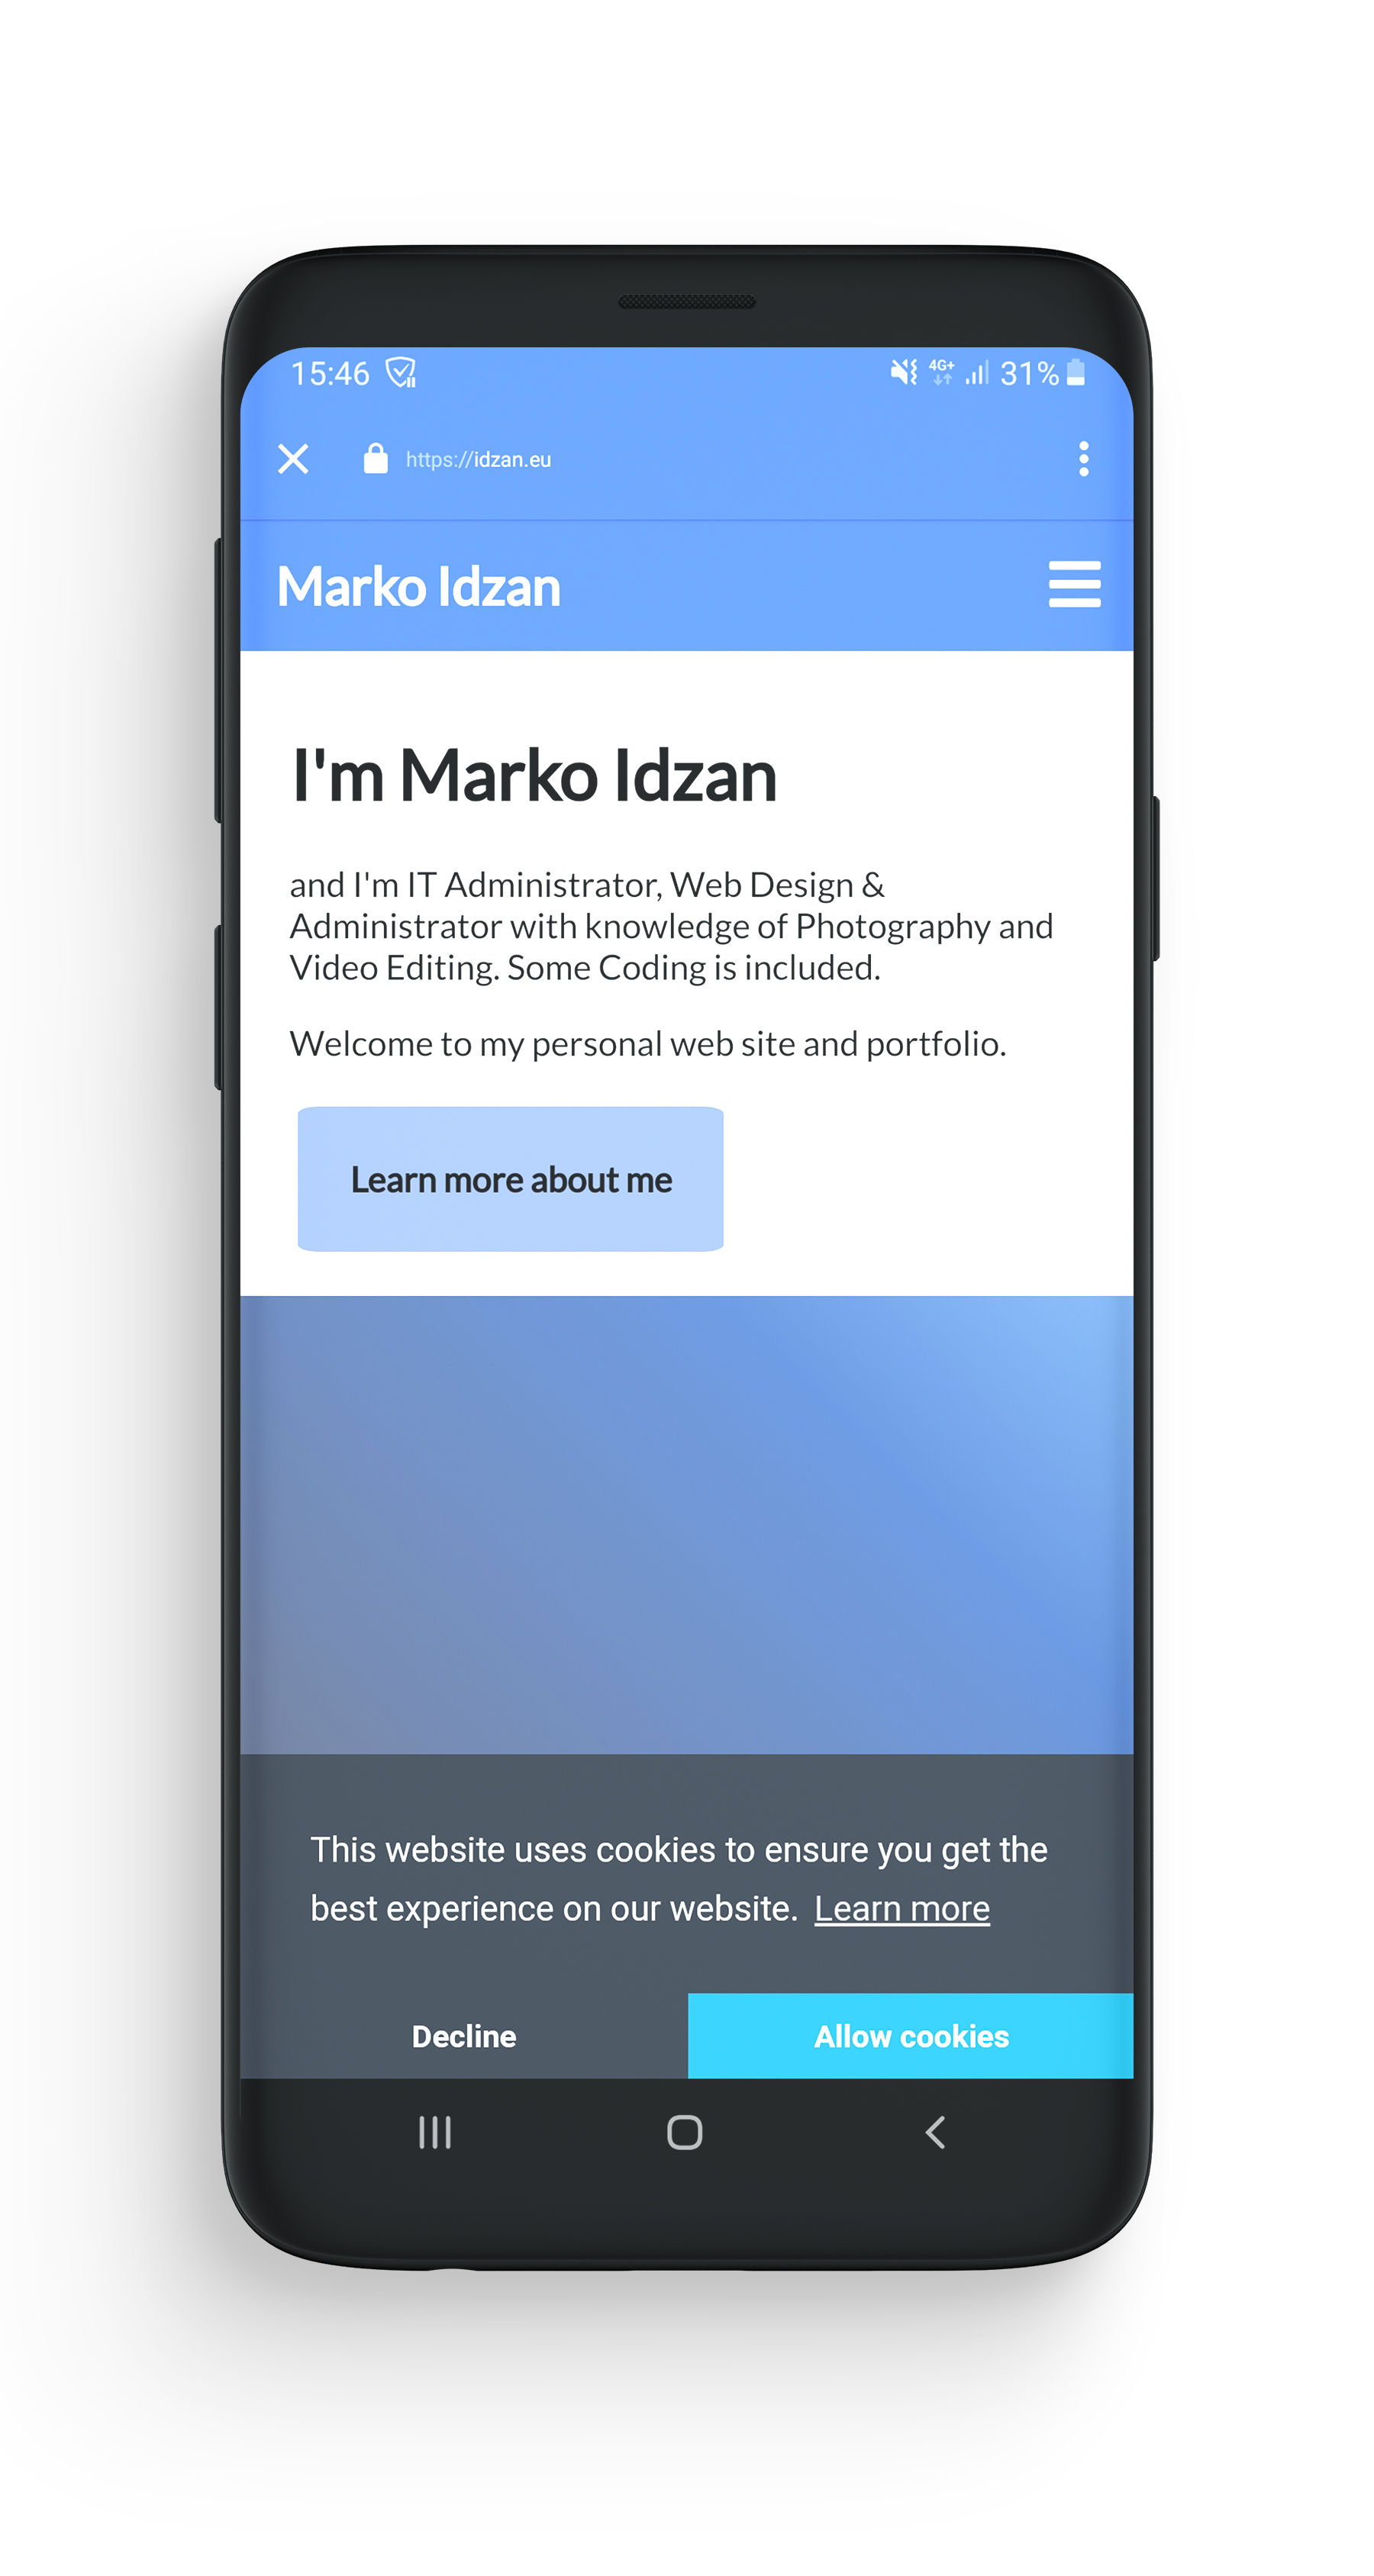 15:46 4G+ 31%
https://idzan.eu
Marko Idzan
I'm Marko Idzan
and I'm IT Administrator, Web Design &
Administrator with knowledge of Photography and
Video Editing. Some Coding is included.
Welcome to my personal web site and portfolio.
Learn more about me
This website uses cookies to ensure you get the
best experience on our website. Learn more
Decline Allow cookies